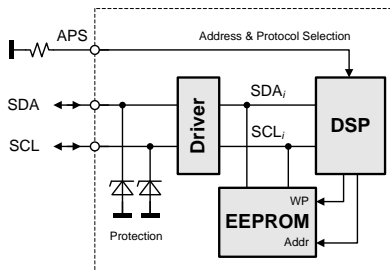 APS
Address & Protocol Selection
SDA
SDAi
SCL
SCLi
Driver
DSP
WP
EEPROM
Addr
Protection